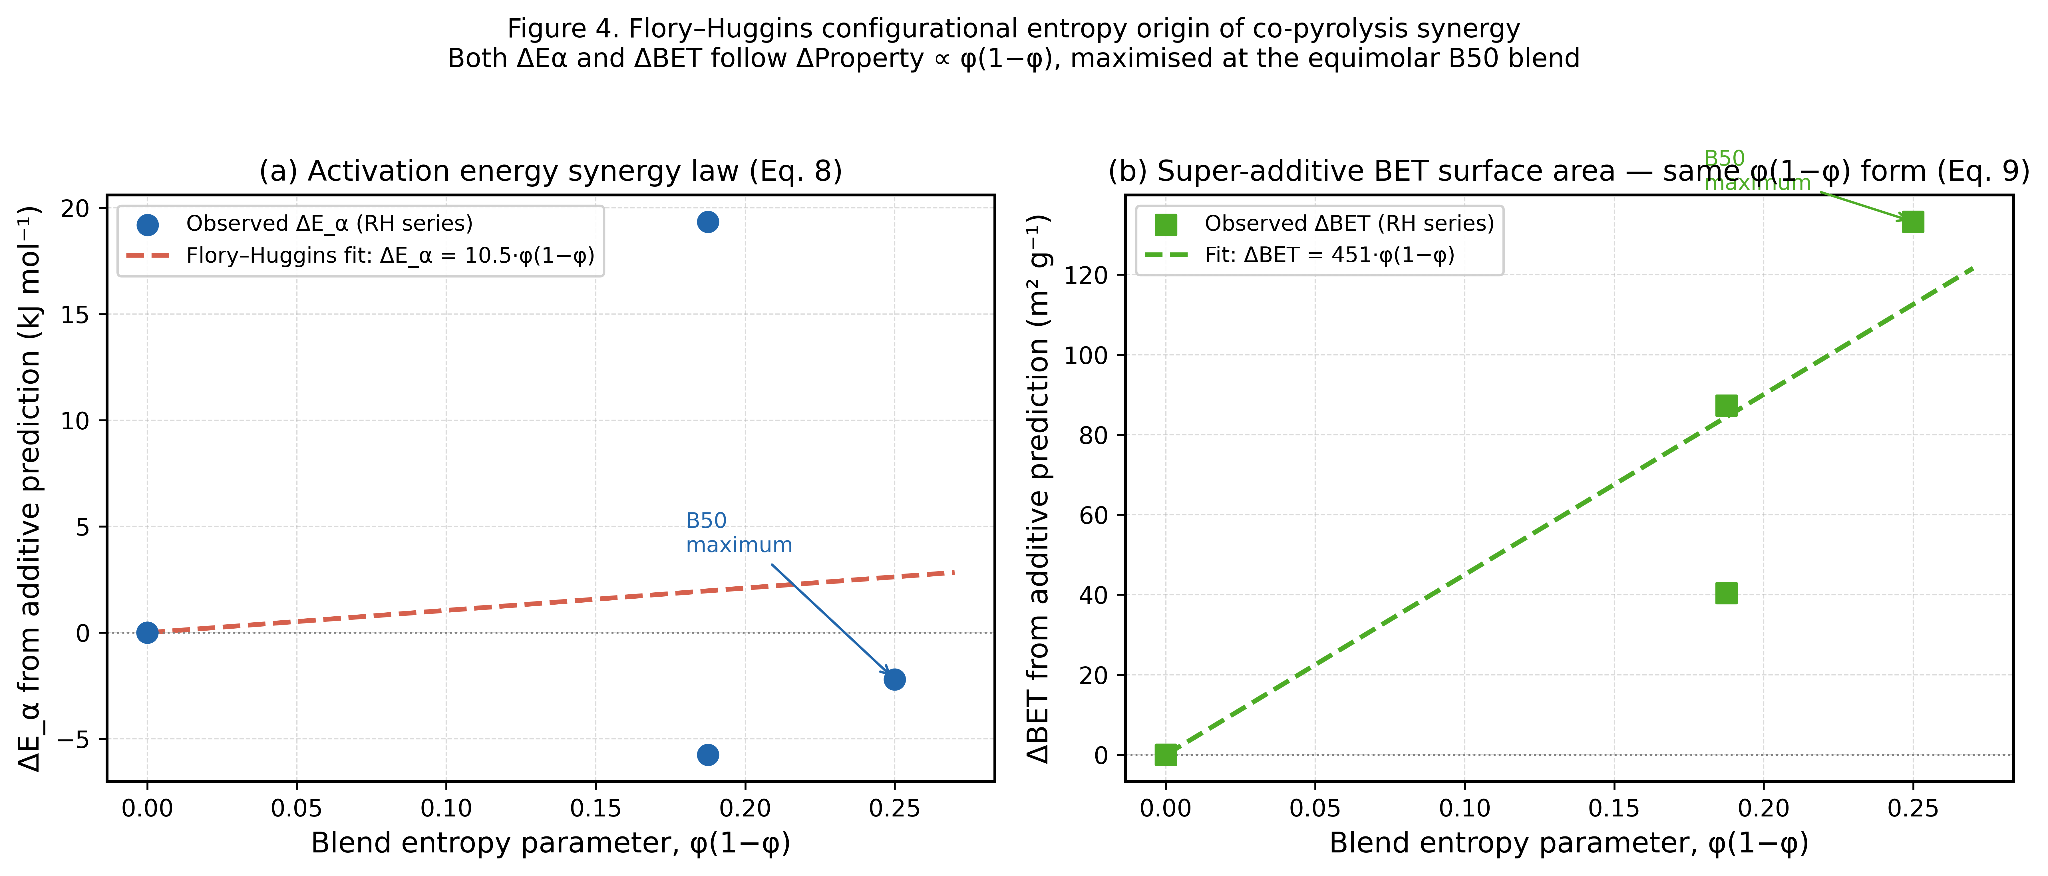 Figure 4. Flory–Huggins configurational entropy origin of co-pyrolysis synergy
Both ΔEα and ΔBET follow ΔProperty ∝ φ(1−φ), maximised at the equimolar B50 blend
(a) Activation energy synergy law (Eq. 8)
Observed ΔE_α (RH series)
Flory–Huggins fit: ΔE_α = 10.5·φ(1−φ)
B50
maximum
ΔE_α from additive prediction (kJ mol⁻¹)
20
15
10
5
0
−5
0.00 0.05 0.10 0.15 0.20 0.25
Blend entropy parameter, φ(1−φ)
(b) Super-additive BET surface area — same φ(1−φ) form (Eq. 9)
B50
maximum
Observed ΔBET (RH series)
Fit: ΔBET = 451·φ(1−φ)
ΔBET from additive prediction (m² g⁻¹)
120
100
80
60
40
20
0
0.00 0.05 0.10 0.15 0.20 0.25
Blend entropy parameter, φ(1−φ)